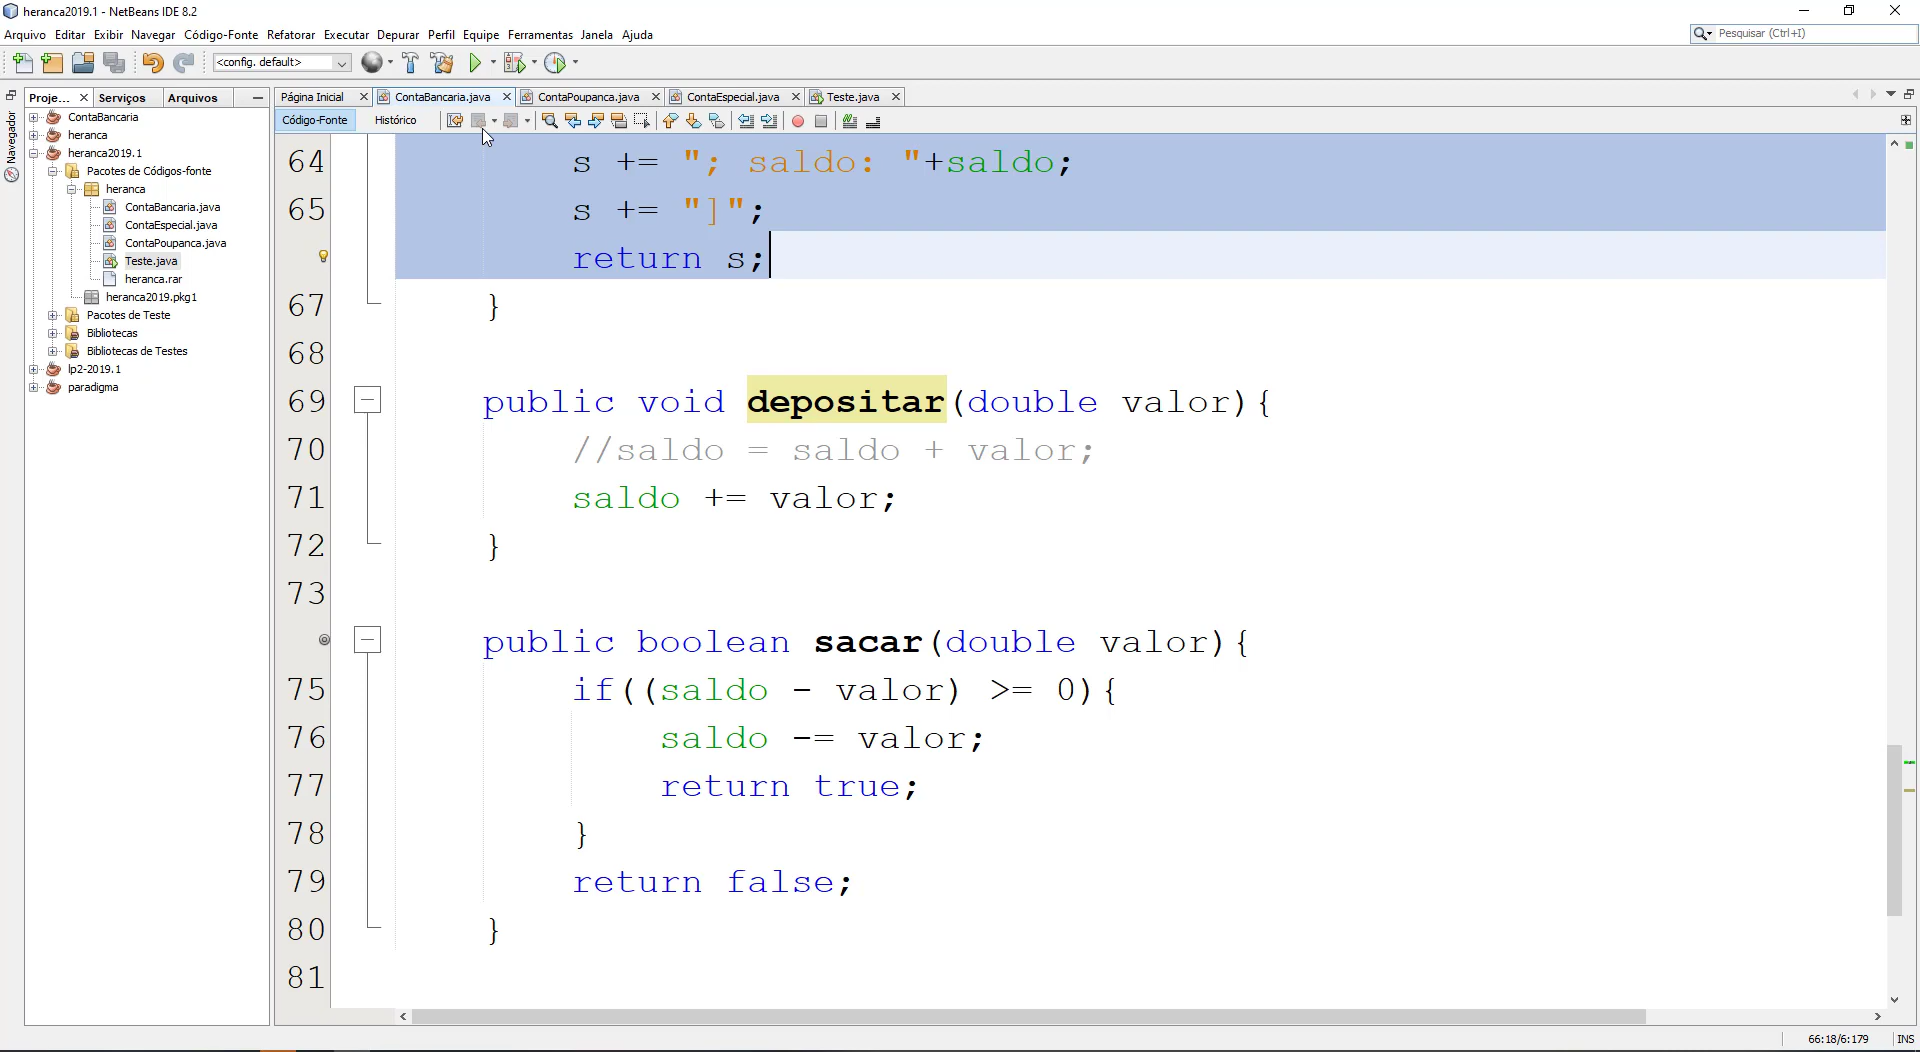 heranca2019.1 - NetBeans IDE 8.2
Arquivo Editar Exibir Navegar Código-Fonte Refatorar Executar Depurar Perfil Equipe Ferramentas Janela Ajuda
Pesquisar (Ctrl+I)
<config. default>
Proje... Serviços Arquivos
Página Inicial ContaBancaria.java ContaPoupanca.java ContaEspecial.java Teste.java
Código-Fonte Histórico
Navegador
ContaBancaria
heranca
heranca2019.1
Pacotes de Códigos-fonte
heranca
ContaBancaria.java
ContaEspecial.java
ContaPoupanca.java
Teste.java
heranca.rar
heranca2019.pkg1
Pacotes de Teste
Bibliotecas
Bibliotecas de Testes
lp2-2019.1
paradigma
64 s += "; saldo: "+saldo;
65 s += "]";
return s;
67 }
68
69 public void depositar(double valor){
70 //saldo = saldo + valor;
71 saldo += valor;
72 }
73
public boolean sacar(double valor){
75 if((saldo - valor) >= 0){
76 saldo -= valor;
77 return true;
78 }
79 return false;
80 }
81
66:18/6:179 INS